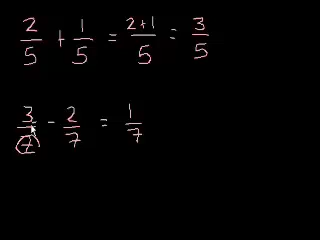 2/5 + 1/5 = 2+1/5 = 3/5
3/7 - 2/7 = 1/7